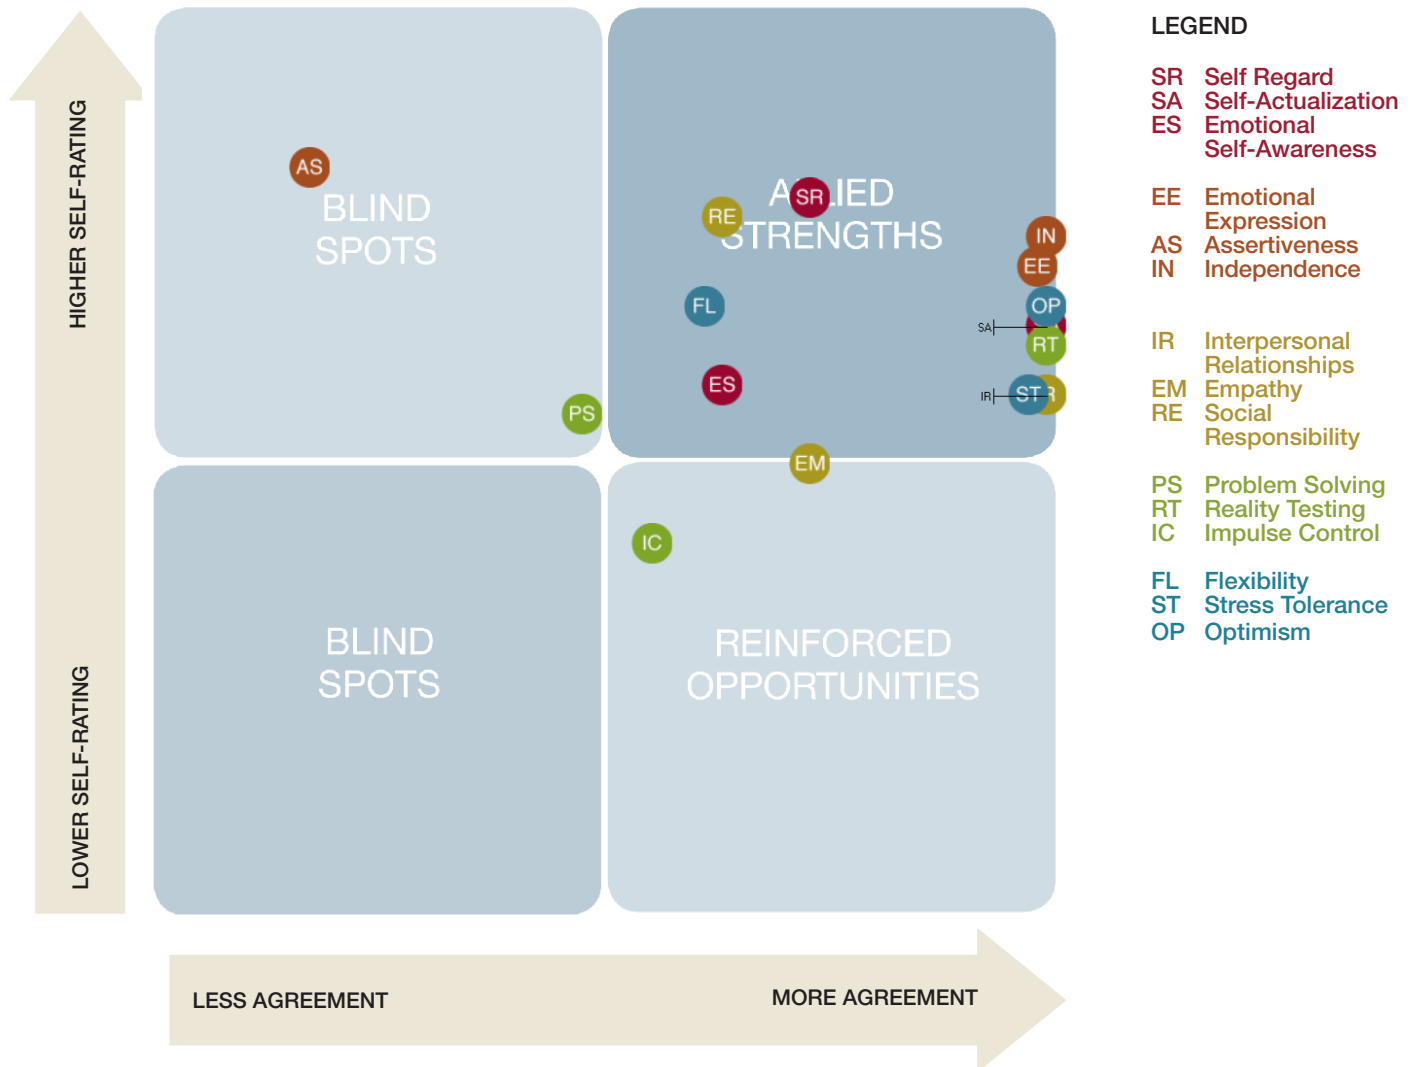 HIGHER SELF-RATING
LOWER SELF-RATING
AS
BLIND
SPOTS
PS
SR
RE
STRENGTHS
IN
EE
FL
OP
SA
RT
ES
IR
ST
EM
BLIND
SPOTS
IC
REINFORCED
OPPORTUNITIES
LESS AGREEMENT
MORE AGREEMENT
LEGEND
SR Self Regard
SA Self-Actualization
ES Emotional
Self-Awareness
EE Emotional
Expression
AS Assertiveness
IN Independence
IR Interpersonal
Relationships
EM Empathy
RE Social
Responsibility
PS Problem Solving
RT Reality Testing
IC Impulse Control
FL Flexibility
ST Stress Tolerance
OP Optimism